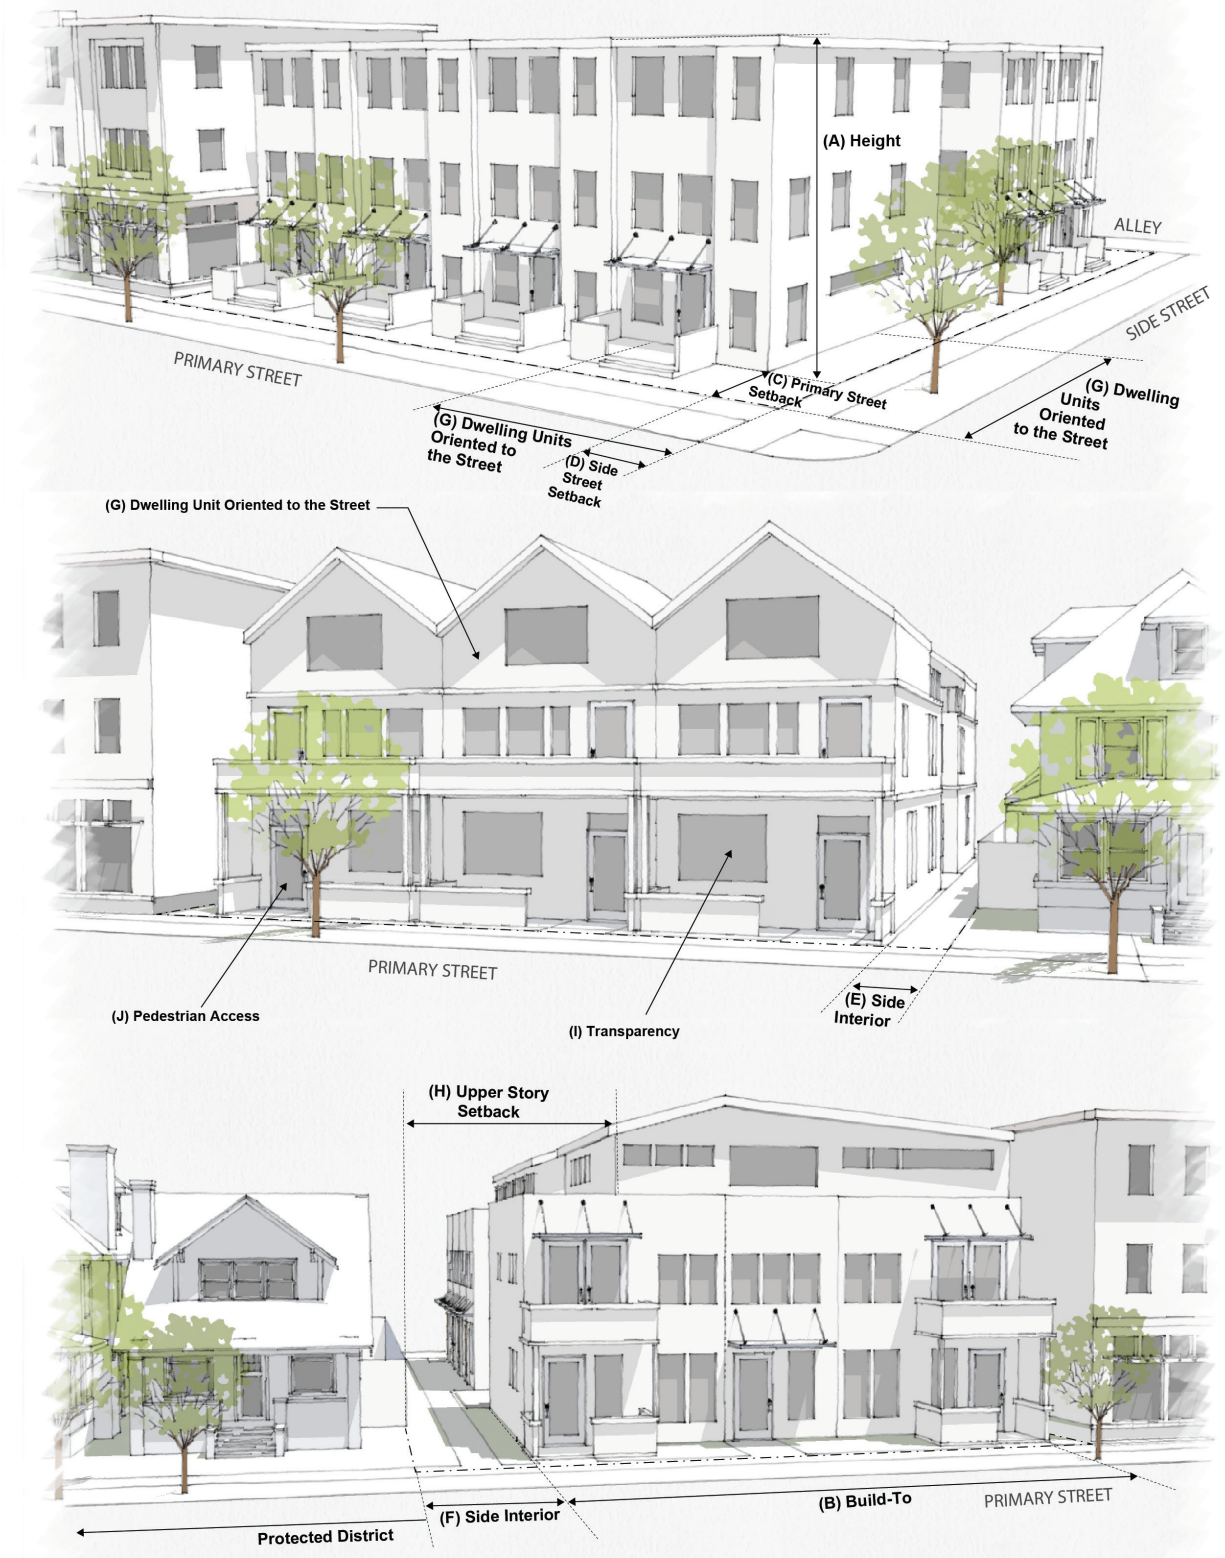 (A) Height
ALLEY
SIDE STREET
PRIMARY STREET
(C) Primary Street
Setback
(G) Dwelling
Units
Oriented
to the Street
(G) Dwelling Units
Oriented to
the Street
(D) Side
Street
Setback
(G) Dwelling Unit Oriented to the Street
PRIMARY STREET
(J) Pedestrian Access
(I) Transparency
(E) Side
Interior
(H) Upper Story
Setback
(B) Build-To
PRIMARY STREET
(F) Side Interior
Protected District